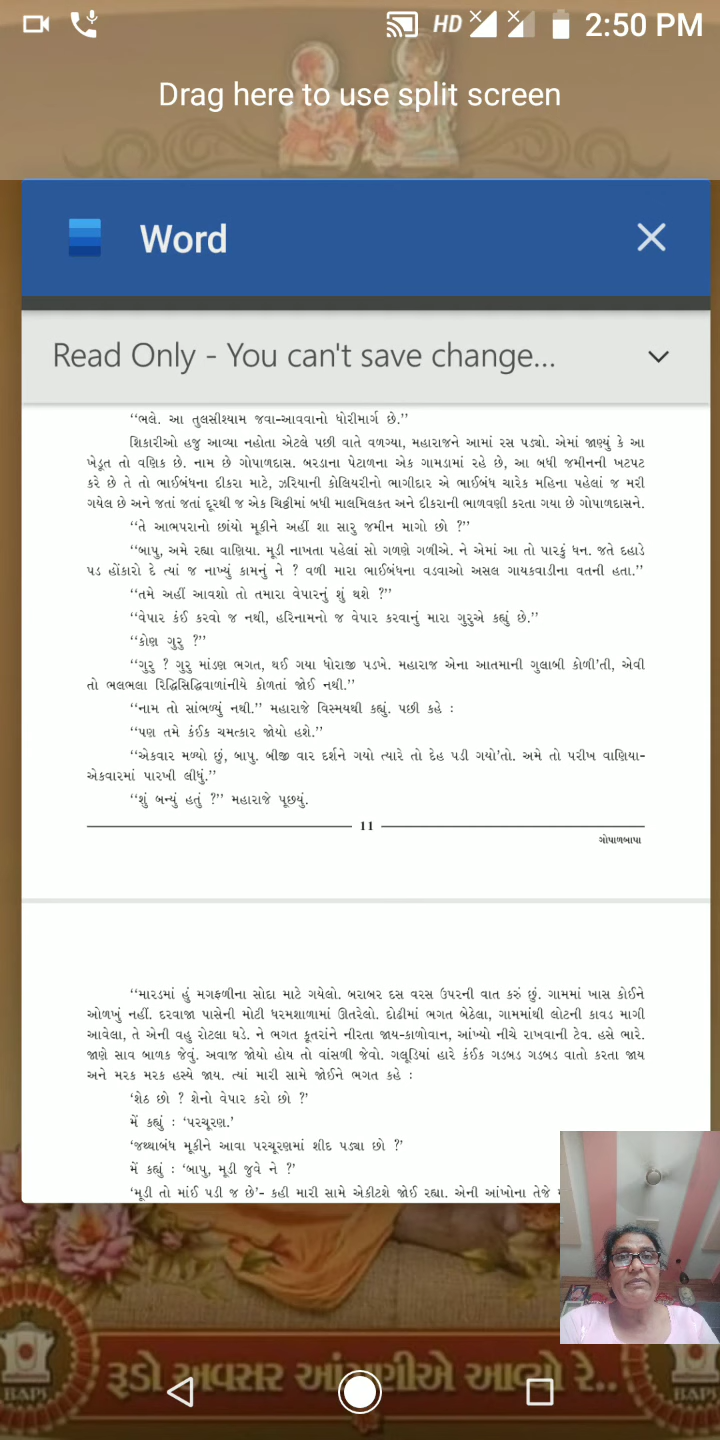 HD 2:50 PM
Drag here to use split screen
Word
Read Only - You can't save change...
‘‘ભલે. આ તુલસીશ્યામ જવા-આવવાનો ધોરીમાર્ગ છે.’’
શિકારીઓ હજુ આવ્યા નહોતા એટલે પછી વાતે વળગ્યા, મહારાજને આમાં રસ પડ્યો. એમાં જાણ્યું કે આ
ખેડૂત તો વણિક છે. નામ છે ગોપાળદાસ. બરડાના પેટાળના એક ગામડામાં રહે છે, આ બધી જમીનની ખટપટ
કરે છે તે તો ભાઈબંધના દીકરા માટે, ઝરિયાની કોલિયરીનો ભાગીદાર એ ભાઈબંધ ચારેક મહિના પહેલાં જ મરી
ગયેલ છે અને જતાં જતાં દૂરથી જ એક ચિઠ્ઠીમાં બધી માલમિલકત અને દીકરાની ભાળવણી કરતા ગયા છે ગોપાળદાસને.
‘‘તે આભપરાનો છાંયો મૂકીને અહીં શા સારુ જમીન માગો છો ?’’
‘‘બાપુ, અમે રહ્યા વાણિયા. મૂડી નાખતા પહેલાં સો ગળણે ગળીએ. ને એમાં આ તો પારકું ધન. જતે દહાડે
પડ હોંકારો દે ત્યાં જ નાખ્યું કામનું ને ? વળી મારા ભાઈબંધના વડવાઓ અસલ ગાયકવાડીના વતની હતા.’’
‘‘તમે અહીં આવશો તો તમારા વેપારનું શું થશે ?’’
‘‘વેપાર કંઈ કરવો જ નથી, હરિનામનો જ વેપાર કરવાનું મારા ગુરુએ કહ્યું છે.’’
‘‘કોણ ગુરુ ?’’
‘‘ગુરુ ? ગુરુ માંડણ ભગત, થઈ ગયા ધોરાજી પડખે. મહારાજ એના આતમાની ગુલાબી કોળી’તી, એવી
તો ભલભલા રિદ્ધિસિદ્ધિવાળાંનીયે કોળતાં જોઈ નથી.’’
‘‘નામ તો સાંભળ્યું નથી.’’ મહારાજે વિસ્મયથી કહ્યું. પછી કહે :
‘‘પણ તમે કંઈક ચમત્કાર જોયો હશે.’’
‘‘એકવાર મળ્યો છું, બાપુ. બીજી વાર દર્શને ગયો ત્યારે તો દેહ પડી ગયો’તો. અમે તો પરીખ વાણિયા-
એકવારમાં પારખી લીધું.’’
‘‘શું બન્યું હતું ?’’ મહારાજે પૂછયું.
11
ગોપાળબાપા
‘‘મારડમાં હું મગફળીના સોદા માટે ગયેલો. બરાબર દસ વરસ ઉપરની વાત કરું છું. ગામમાં ખાસ કોઈને
ઓળખું નહીં. દરવાજા પાસેની મોટી ધરમશાળામાં ઊતરેલો. દોઢીમાં ભગત બેઠેલા, ગામમાંથી લોટની કાવડ માગી
આવેલા, તે એની વહુ રોટલા ઘડે. ને ભગત કૂતરાંને નીરતા જાય-કાળોવાન, આંખ્યો નીચે રાખવાની ટેવ. હસે ભારે.
જાણે સાવ બાળક જેવું. અવાજ જોયો હોય તો વાંસળી જેવો. ગલૂડિયાં હારે કંઈક ગડબડ ગડબડ વાતો કરતા જાય
અને મરક મરક હસ્યે જાય. ત્યાં મારી સામે જોઈને ભગત કહે :
‘શેઠ છો ? શેનો વેપાર કરો છો ?’
મેં કહ્યું : ‘પરચૂરણ.’
‘જથ્થાબંધ મૂકીને આવા પરચૂરણમાં શીદ પડ્યા છો ?’
મેં કહ્યું : ‘બાપુ, મૂડી જુવે ને ?’
‘મૂડી તો માંઈ પડી જ છે’- કહી મારી સામે એકીટશે જોઈ રહ્યા. એની આંખોના તેજે
રૂડો અવસર આંગણીએ આવ્યો રે..
BAPS
BAPS